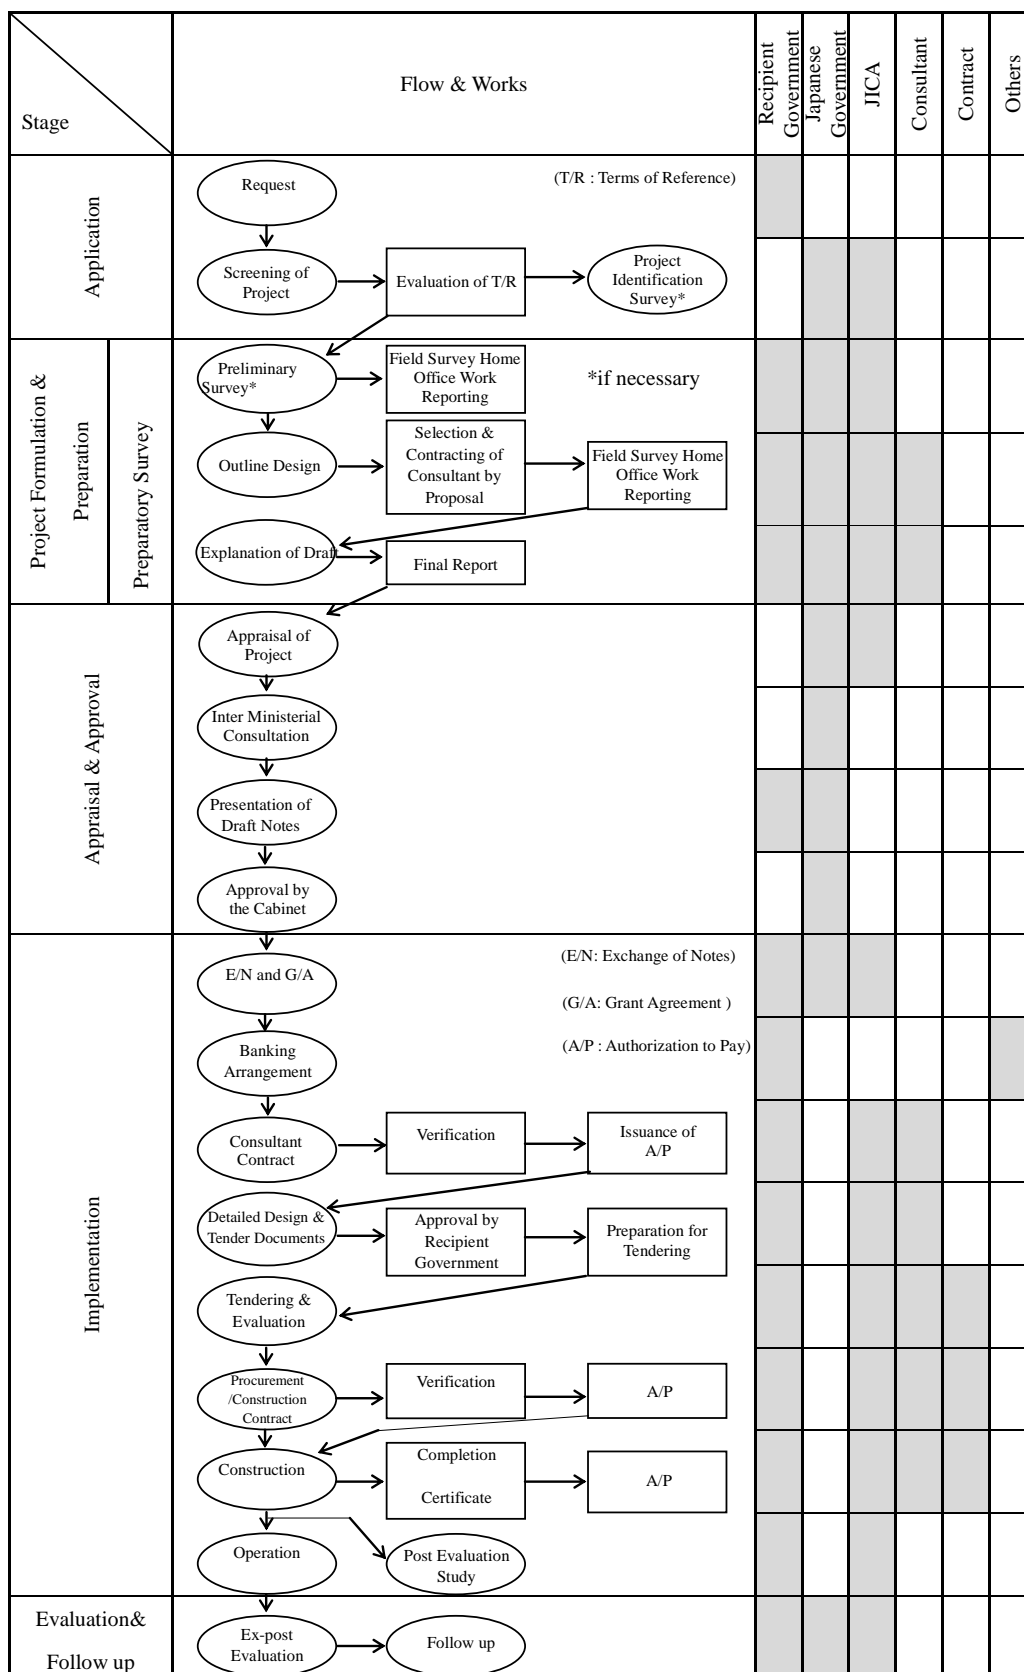 Stage
Flow & Works
Recipient
Government
Japanese
Government
JICA
Consultant
Contract
Others
Application
Request
(T/R : Terms of Reference)
Screening of
Project
Evaluation of T/R
Project
Identification
Survey*
Project Formulation &
Preparation
Preparatory Survey
Preliminary
Survey*
Field Survey Home
Office Work
Reporting
*if necessary
Outline Design
Selection &
Contracting of
Consultant by
Proposal
Field Survey Home
Office Work
Reporting
Explanation of Draft
Final Report
Appraisal & Approval
Appraisal of
Project
Inter Ministerial
Consultation
Presentation of
Draft Notes
Approval by
the Cabinet
Implementation
E/N and G/A
(E/N: Exchange of Notes)
(G/A: Grant Agreement )
(A/P : Authorization to Pay)
Banking
Arrangement
Consultant
Contract
Verification
Issuance of
A/P
Detailed Design &
Tender Documents
Approval by
Recipient
Government
Preparation for
Tendering
Tendering &
Evaluation
Procurement
/Construction
Contract
Verification
A/P
Construction
Completion
Certificate
A/P
Operation
Post Evaluation
Study
Evaluation&
Follow up
Ex-post
Evaluation
Follow up